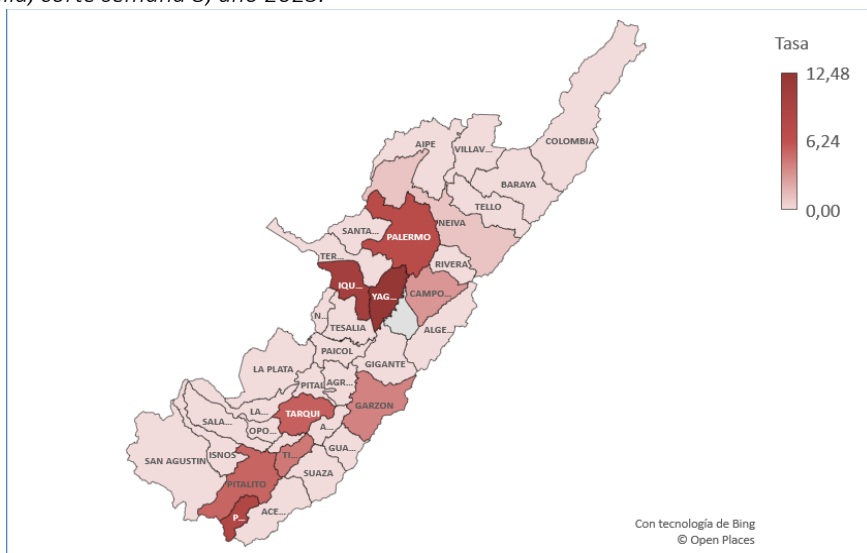 Tasa
12,48
6,24
0,00
COLOMBIA
AIPE
VILLAV...
BARAYA
TELLO
NEIVA
SANTA...
PALERMO
TER...
RIVERA
IQU...
YAG...
CAMPO...
N...
TESALIA
ALGE...
PAICOL
GIGANTE
LA PLATA
PITAL
AGR...
GARZON
LA...
TARQUI
SALA...
OPO...
A...
ISNOS
TI...
GUA...
SAN AGUSTIN
SUAZA
PITALITO
P...
ACE...
Con tecnología de Bing
© Open Places